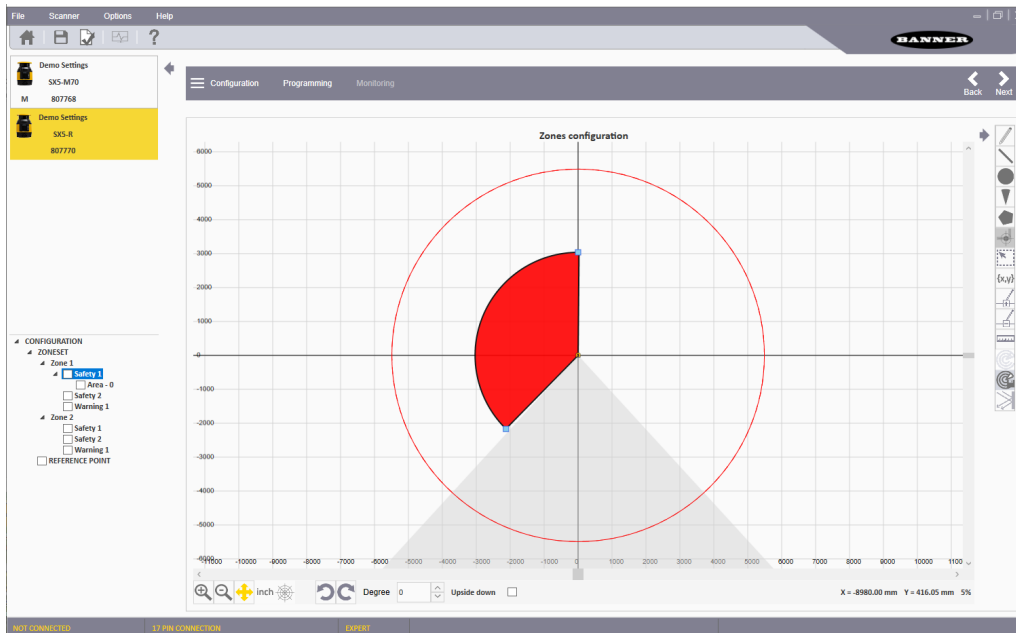 File Scanner Options Help
BANNER
Demo Settings
SX5-M70
M 807768
Demo Settings
SX5-R
807770
Configuration Programming Monitoring
Back Next
Zones configuration
6000
5000
4000
3000
2000
1000
0
-1000
-2000
-3000
-4000
-5000
-6000
-11000 -10000 -9000 -8000 -7000 -6000 -5000 -4000 -3000 -2000 -1000 0 1000 2000 3000 4000 5000 6000 7000 8000 9000 10000 1100
{x,y}
CONFIGURATION
ZONESET
Zone 1
Safety 1
Area - 0
Safety 2
Warning 1
Zone 2
Safety 1
Safety 2
Warning 1
REFERENCE POINT
inch Degree 0 Upside down X = -8980.00 mm Y = 416.05 mm 5%
NOT CONNECTED 17 PIN CONNECTION EXPERT